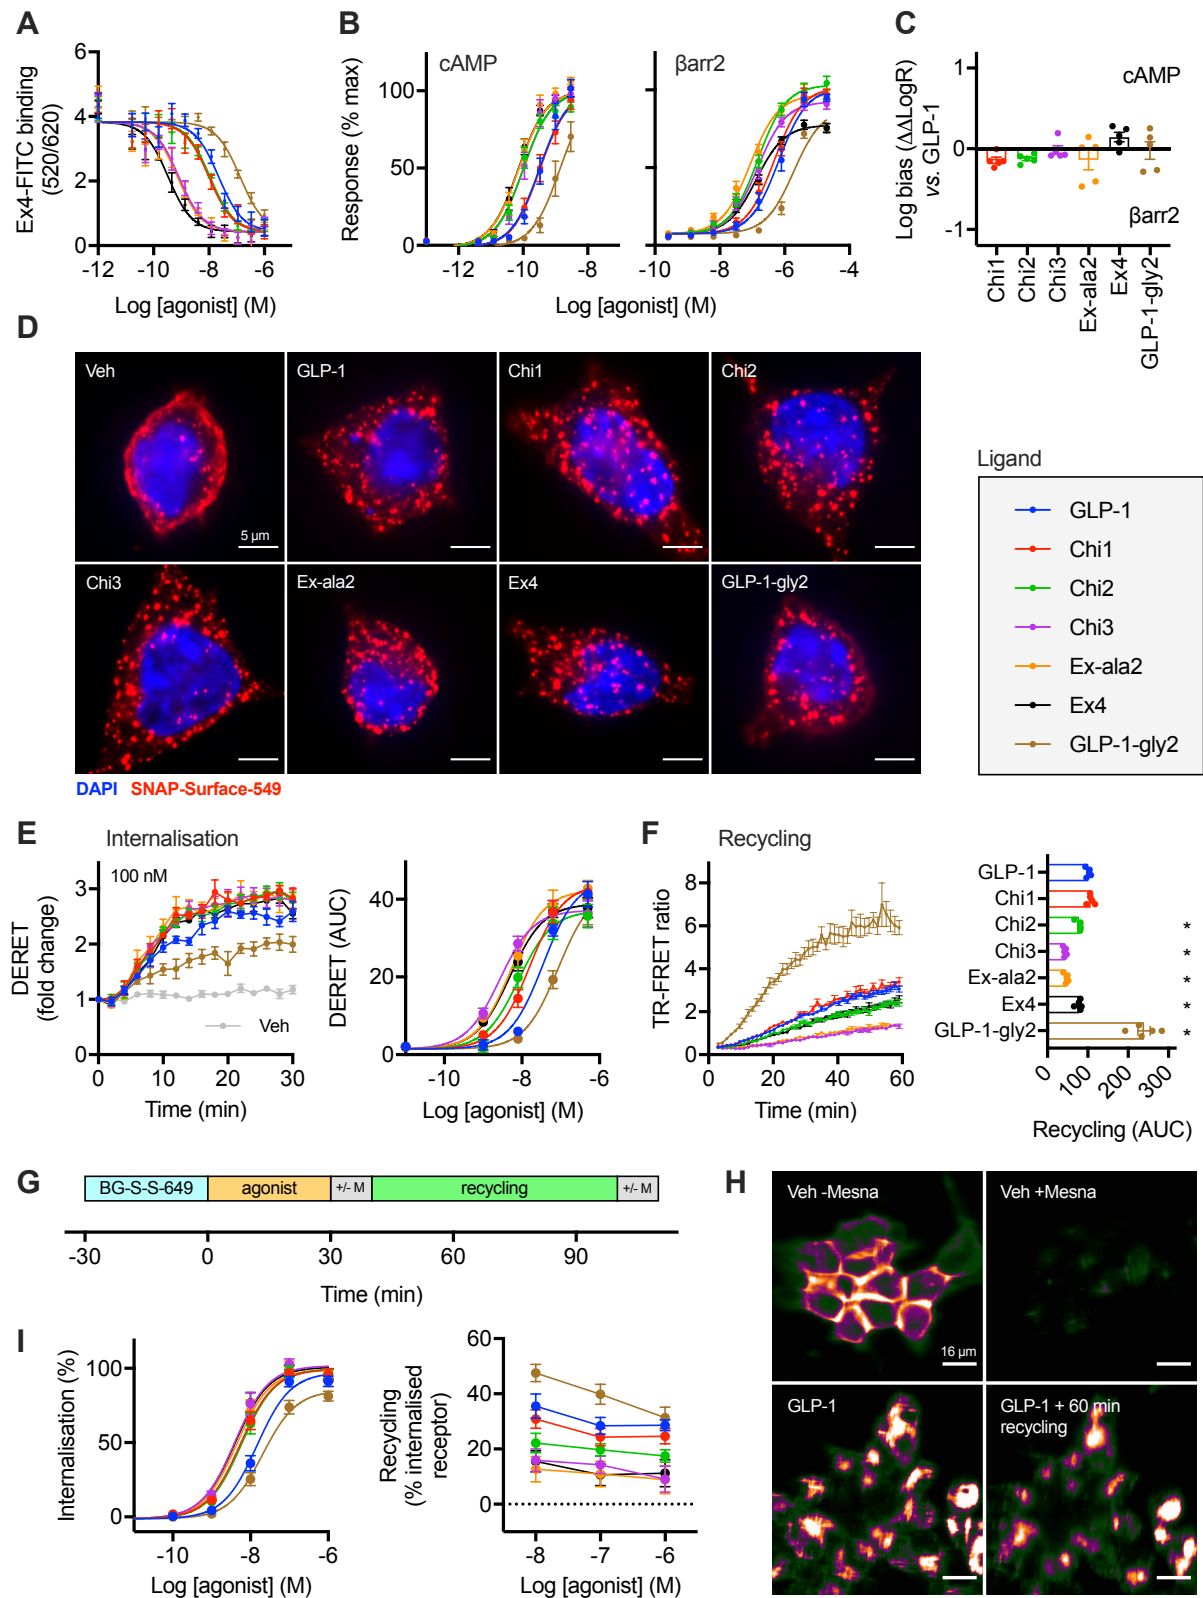 A
Ex4-FITC binding
(520/620)
6
4
2
0
-12
-10
-8
-6
Log [agonist] (M)
B
cAMP
βarr2
Response (% max)
100
50
0
-12
-10
-8
-10
-8
-6
-4
Log [agonist] (M)
C
Log bias (ΔΔLogR)
vs. GLP-1
1
0
-1
cAMP
βarr2
Chi1
Chi2
Chi3
Ex-ala2
Ex4
GLP-1-gly2
D
Veh
GLP-1
Chi1
Chi2
5 µm
Chi3
Ex-ala2
Ex4
GLP-1-gly2
DAPI SNAP-Surface-549
Ligand
GLP-1
Chi1
Chi2
Chi3
Ex-ala2
Ex4
GLP-1-gly2
E
Internalisation
100 nM
DERET
(fold change)
3
2
1
0
Veh
0
10
20
30
Time (min)
DERET (AUC)
40
20
0
-10
-8
-6
Log [agonist] (M)
F
Recycling
TR-FRET ratio
8
6
4
2
0
0
20
40
60
Time (min)
GLP-1
Chi1
Chi2 *
Chi3 *
Ex-ala2 *
Ex4 *
GLP-1-gly2 *
0
100
200
300
Recycling (AUC)
G
BG-S-S-649
agonist
+/- M
recycling
+/- M
-30
0
30
60
90
Time (min)
H
Veh -Mesna
Veh +Mesna
16 µm
GLP-1
GLP-1 + 60 min
recycling
I
Internalisation (%)
100
50
0
-10
-8
-6
Log [agonist] (M)
Recycling
(% internalised
receptor)
60
40
20
0
-8
-7
-6
Log [agonist] (M)